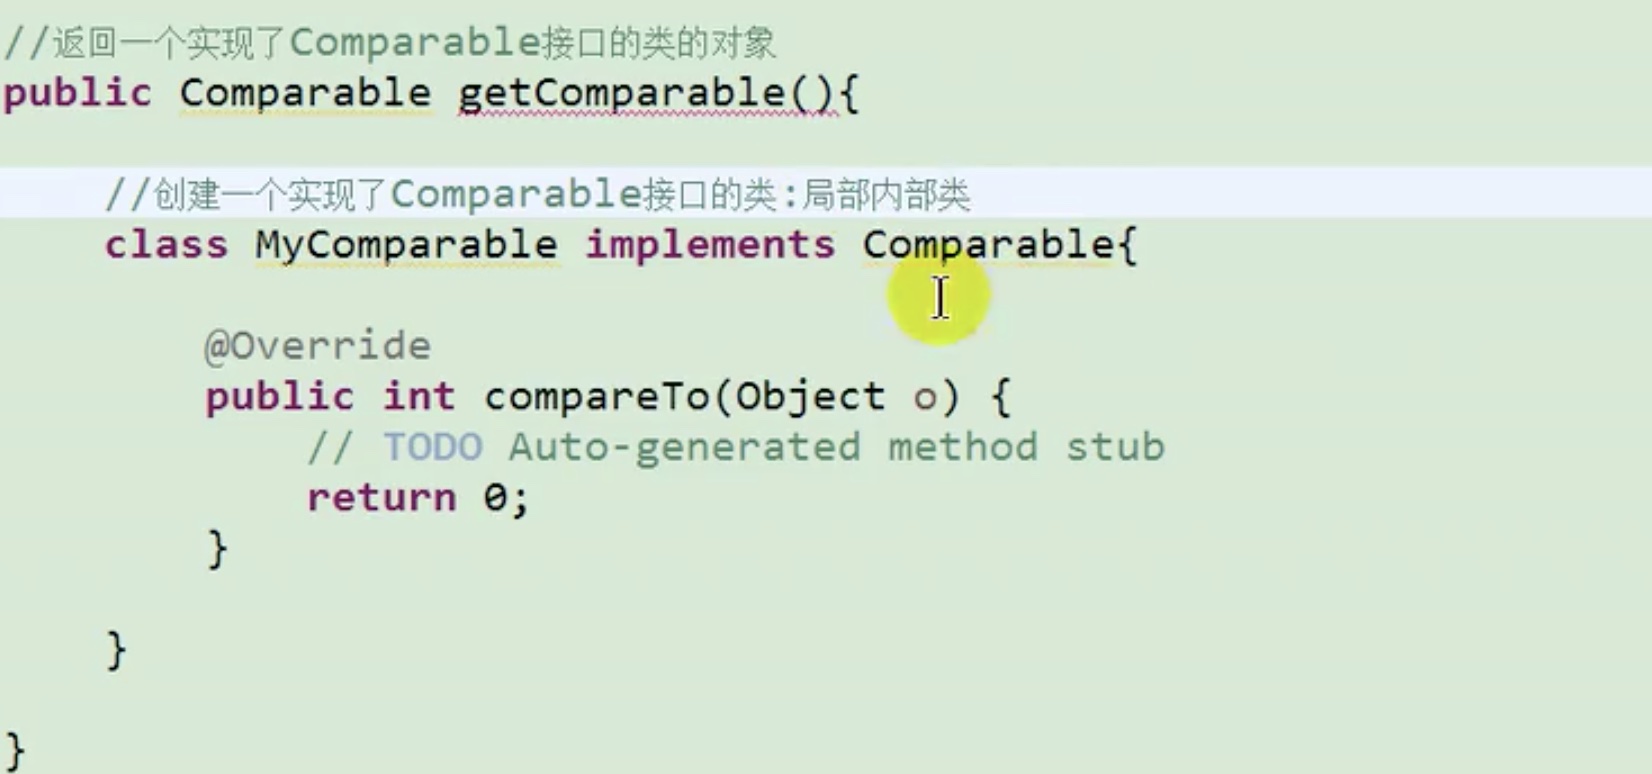 //返回一个实现了Comparable接口的类的对象
public Comparable getComparable(){
//创建一个实现了Comparable接口的类:局部内部类
class MyComparable implements Comparable{
@Override
public int compareTo(Object o) {
// TODO Auto-generated method stub
return 0;
}
}
}